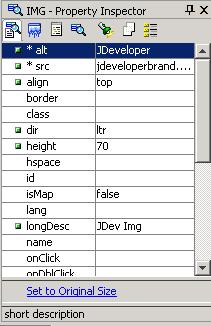 IMG - Property Inspector
* alt JDeveloper
* src jdeveloperbrand....
align top
border
class
dir ltr
height 70
hspace
id
isMap false
lang
longDesc JDev Img
name
onClick
onDblClick
Set to Original Size
short description